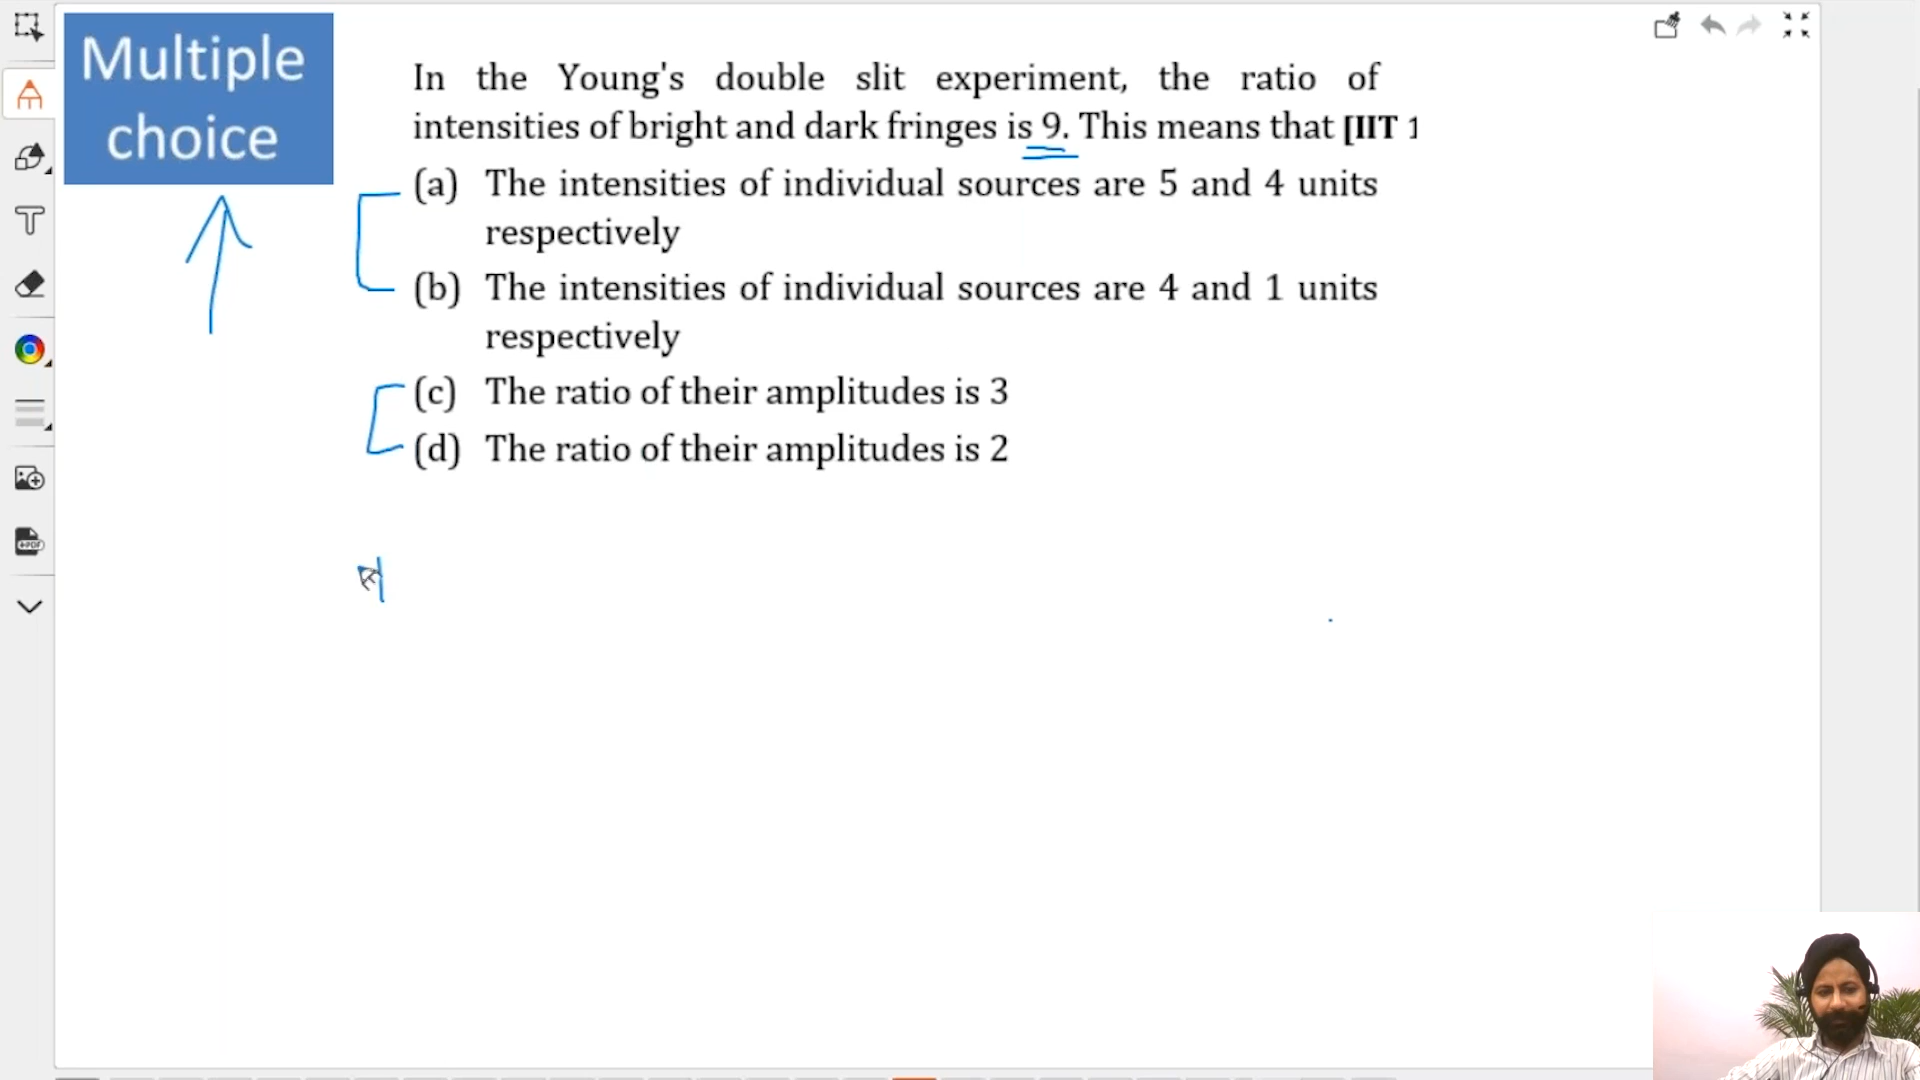 Multiple
choice
In the Young's double slit experiment, the ratio of
intensities of bright and dark fringes is 9. This means that [IIT 1
(a) The intensities of individual sources are 5 and 4 units
respectively
(b) The intensities of individual sources are 4 and 1 units
respectively
(c) The ratio of their amplitudes is 3
(d) The ratio of their amplitudes is 2